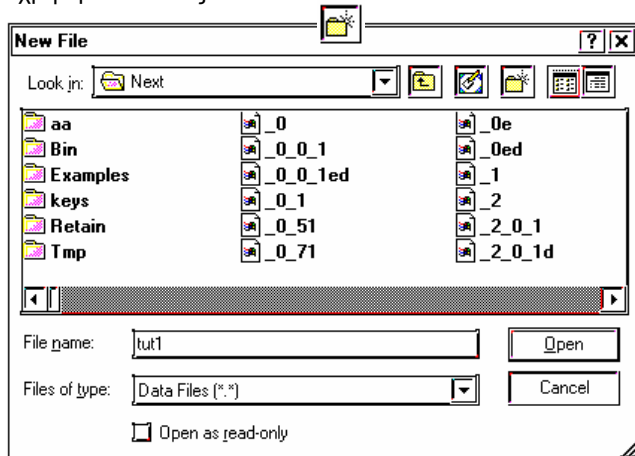 New File
Look in: Next
aa _0 _0e
Bin _0_0_1 _0ed
Examples _0_0_1ed _1
keys _0_1 _2
Retain _0_51 _2_0_1
Tmp _0_71 _2_0_1d
File name: tut1 Open
Files of type: Data Files (*.*) Cancel
Open as read-only